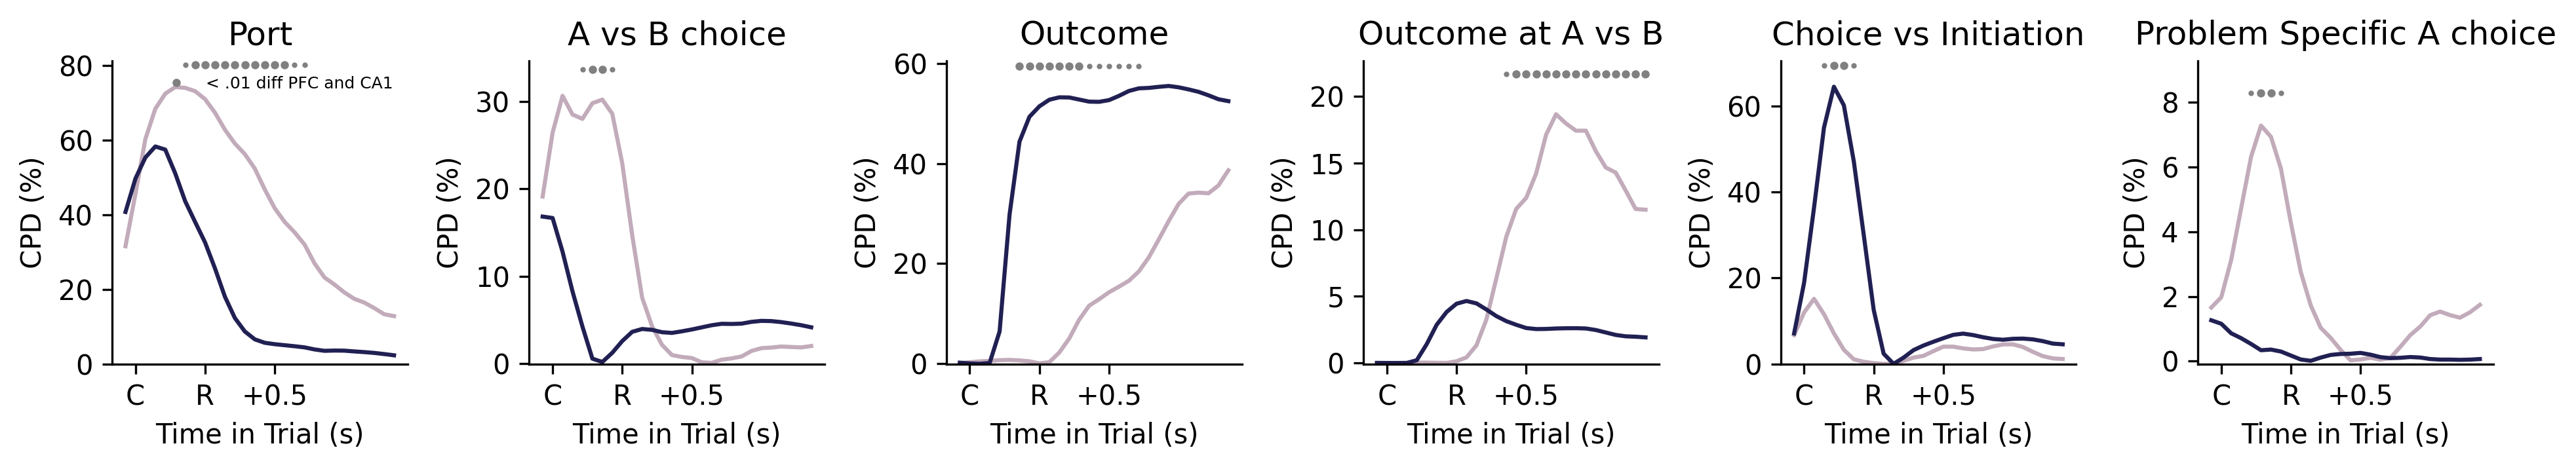 Port
80
60
40
20
0
CPD (%)
< .01 diff PFC and CA1
C R +0.5
Time in Trial (s)
A vs B choice
30
20
10
0
CPD (%)
C R +0.5
Time in Trial (s)
Outcome
60
40
20
0
CPD (%)
C R +0.5
Time in Trial (s)
Outcome at A vs B
20
15
10
5
0
CPD (%)
C R +0.5
Time in Trial (s)
Choice vs Initiation
60
40
20
0
CPD (%)
C R +0.5
Time in Trial (s)
Problem Specific A choice
8
6
4
2
0
CPD (%)
C R +0.5
Time in Trial (s)